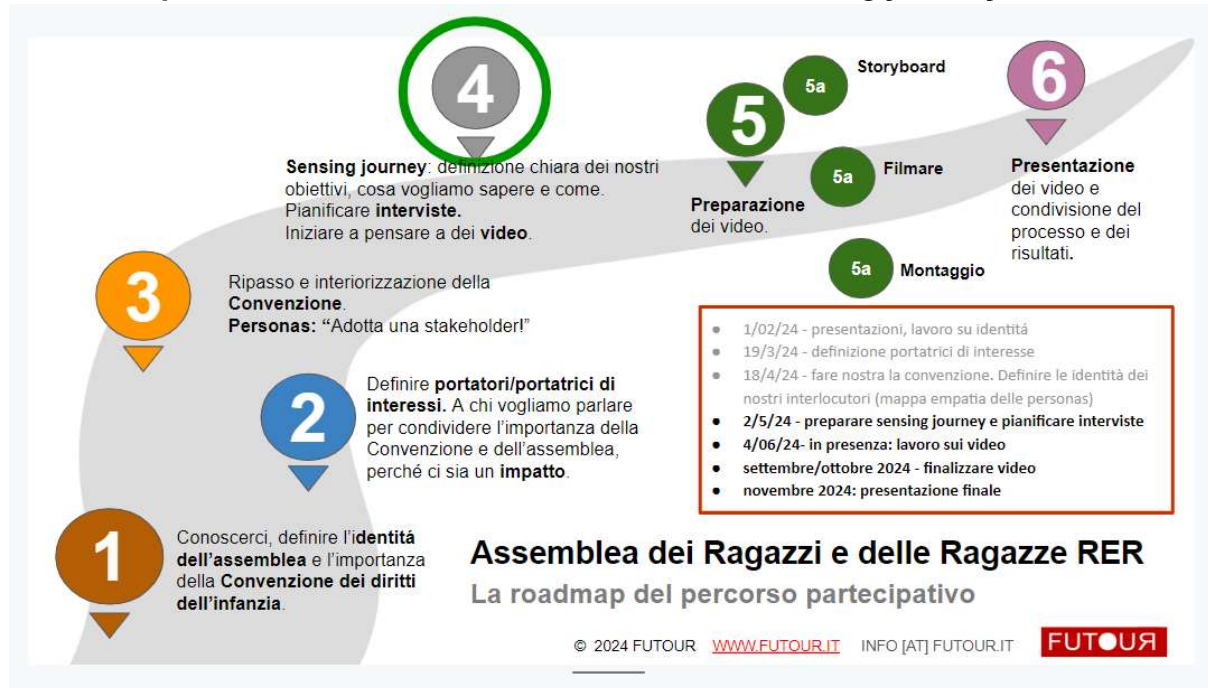 4
Sensing journey: definizione chiara dei nostri
obiettivi, cosa vogliamo sapere e come.
Pianificare interviste.
Iniziare a pensare a dei video.
5
Preparazione
dei video.
5a
Storyboard
5a
Filmare
5a
Montaggio
6
Presentazione
dei video e
condivisione del
processo e dei
risultati.
3
Ripasso e interiorizzazione della
Convenzione.
Personas: “Adotta una stakeholder!”
2
Definire portatori/portatrici di
interessi. A chi vogliamo parlare
per condividere l’importanza della
Convenzione e dell’assemblea,
perché ci sia un impatto.
1
Conoscerci, definire l’identitá
dell’assemblea e l’importanza
della Convenzione dei diritti
dell’infanzia.
● 1/02/24 - presentazioni, lavoro su identitá
● 19/3/24 - definizione portatrici di interesse
● 18/4/24 - fare nostra la convenzione. Definire le identità dei
nostri interlocutori (mappa empatia delle personas)
● 2/5/24 - preparare sensing journey e pianificare interviste
● 4/06/24- in presenza: lavoro sui video
● settembre/ottobre 2024 - finalizzare video
● novembre 2024: presentazione finale
Assemblea dei Ragazzi e delle Ragazze RER
La roadmap del percorso partecipativo
© 2024 FUTOUR WWW.FUTOUR.IT INFO [AT] FUTOUR.IT
FUTOUR